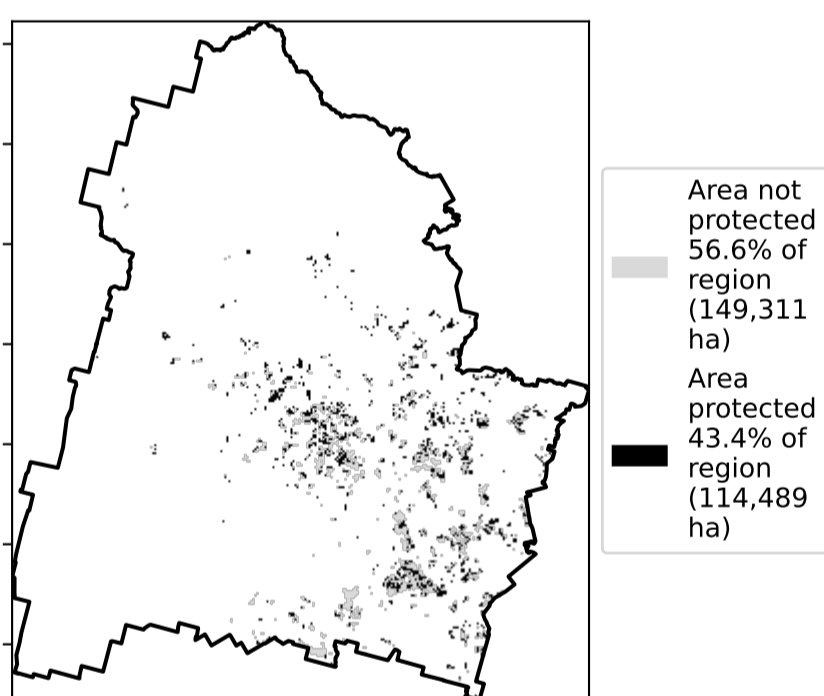 Area not
protected
56.6% of
region
(149,311
ha)
Area
protected
43.4% of
region
(114,489
ha)